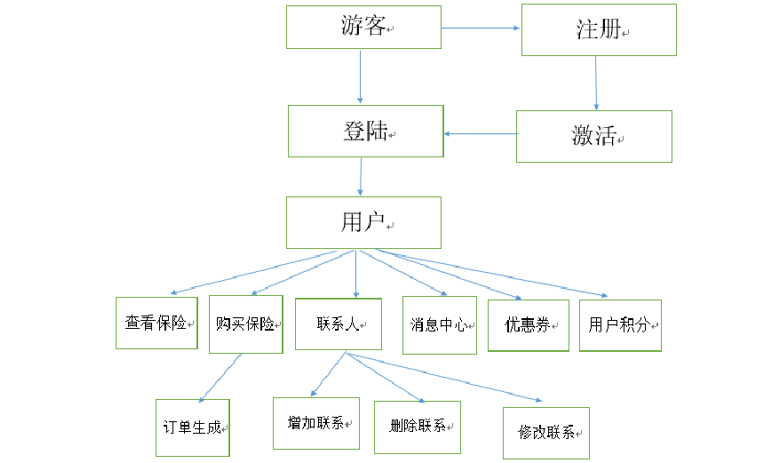 游客
注册
登陆
激活
用户
查看保险
购买保险
联系人
消息中心
优惠券
用户积分
订单生成
增加联系
删除联系
修改联系